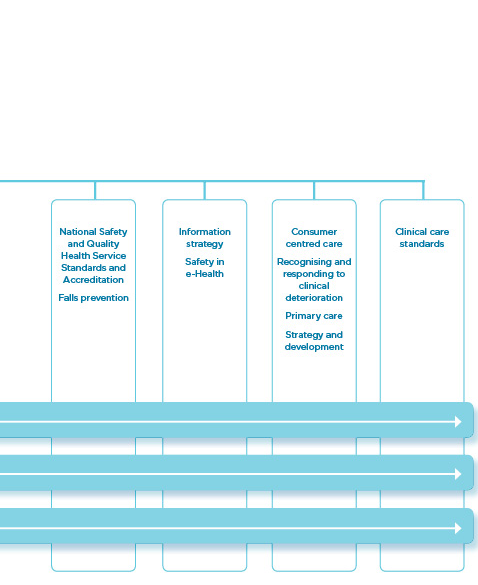 National Safety
and Quality
Health Service
Standards and
Accreditation
Falls prevention
Information
strategy
Safety in
e-Health
Consumer
centred care
Recognising and
responding to
clinical
deterioration
Primary care
Strategy and
development
Clinical care
standards